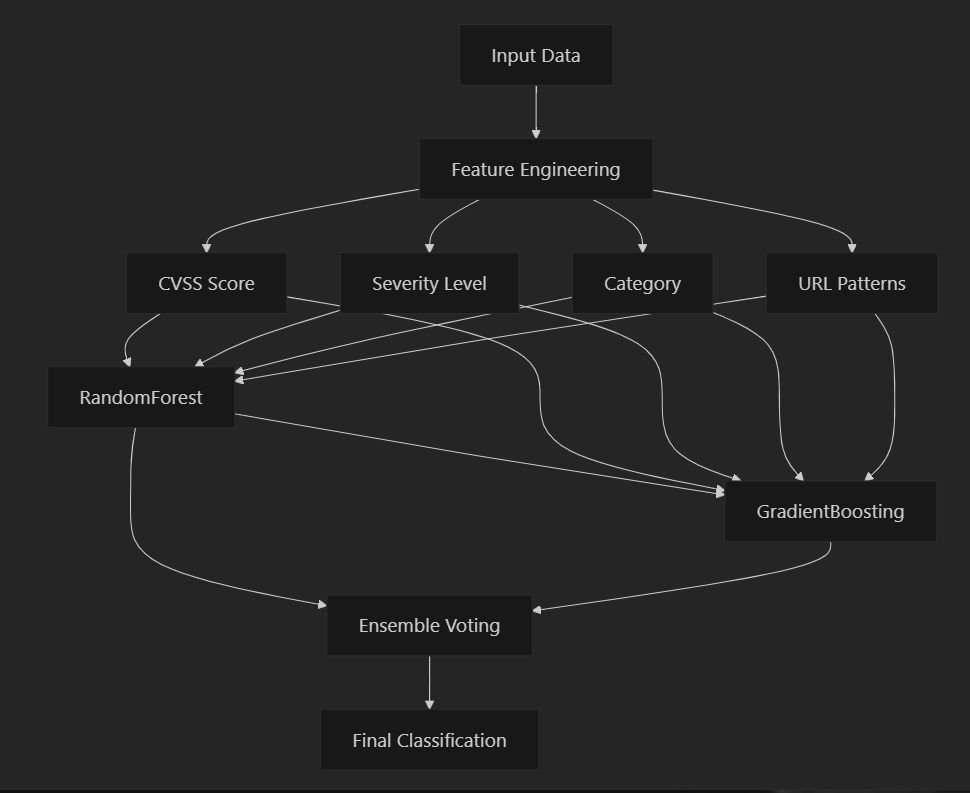 Input Data
Feature Engineering
CVSS Score
Severity Level
Category
URL Patterns
RandomForest
GradientBoosting
Ensemble Voting
Final Classification